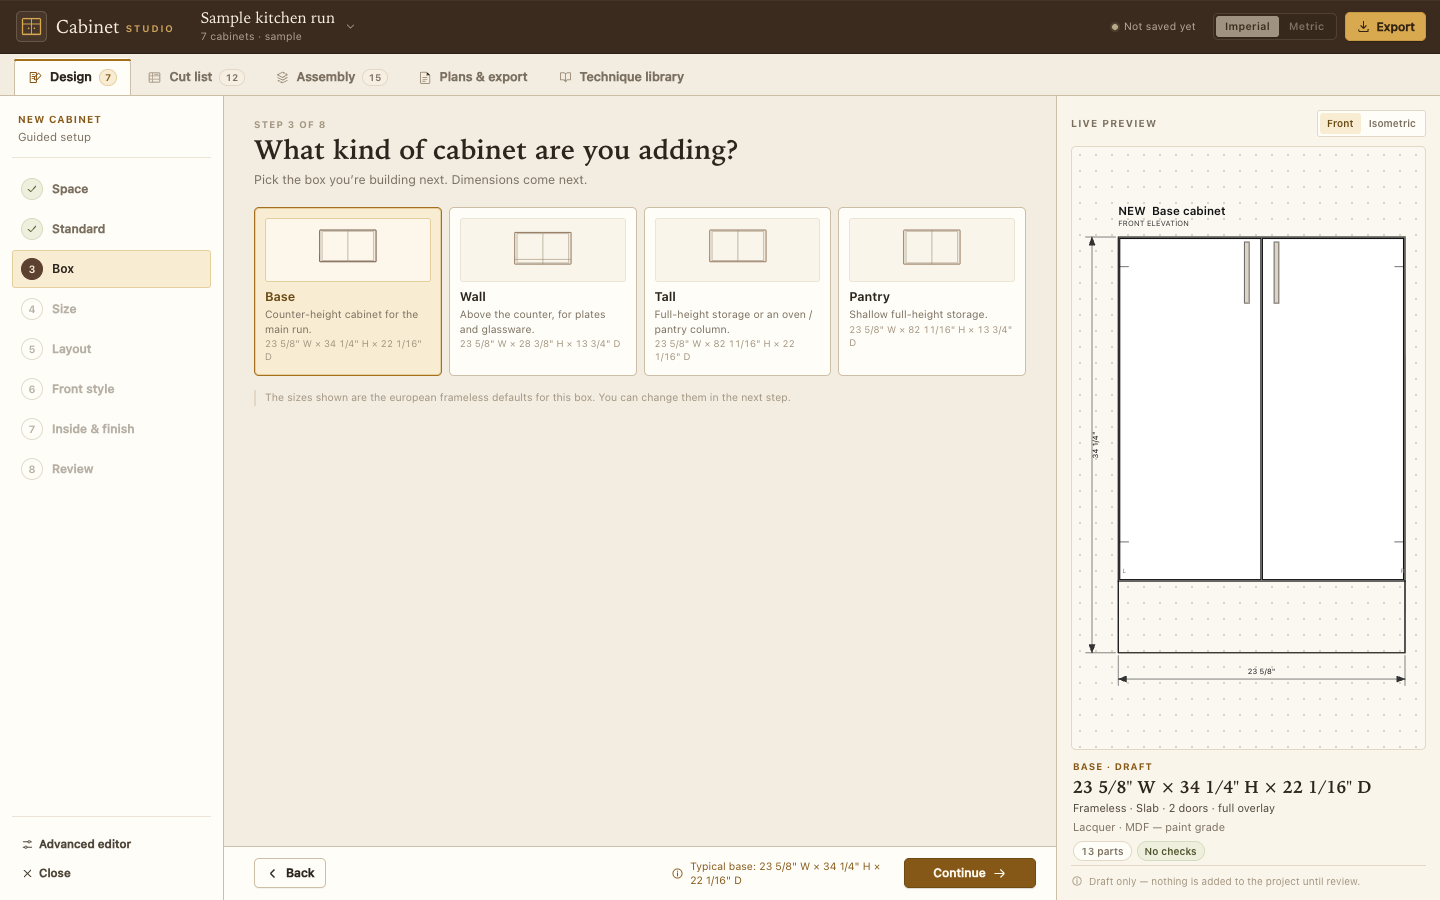 Cabinet STUDIO
Sample kitchen run
7 cabinets · sample
Not saved yet
Imperial
Metric
Export
Design 7
Cut list 12
Assembly 15
Plans & export
Technique library
NEW CABINET
Guided setup
Space
Standard
3 Box
4 Size
5 Layout
6 Front style
7 Inside & finish
8 Review
Advanced editor
Close
STEP 3 OF 8
What kind of cabinet are you adding?
Pick the box you're building next. Dimensions come next.
Base
Counter-height cabinet for the
main run.
23 5/8" W × 34 1/4" H × 22 1/16"
D
Wall
Above the counter, for plates
and glassware.
23 5/8" W × 28 3/8" H × 13 3/4" D
Tall
Full-height storage or an oven /
pantry column.
23 5/8" W × 82 11/16" H × 22
1/16" D
Pantry
Shallow full-height storage.
23 5/8" W × 82 11/16" H × 13 3/4"
D
The sizes shown are the european frameless defaults for this box. You can change them in the next step.
Back
Typical base: 23 5/8" W × 34 1/4" H ×
22 1/16" D
Continue
LIVE PREVIEW
Front
Isometric
NEW Base cabinet
FRONT ELEVATION
34 1/4"
L
23 5/8"
BASE · DRAFT
23 5/8" W × 34 1/4" H × 22 1/16" D
Frameless · Slab · 2 doors · full overlay
Lacquer · MDF — paint grade
13 parts
No checks
Draft only — nothing is added to the project until review.